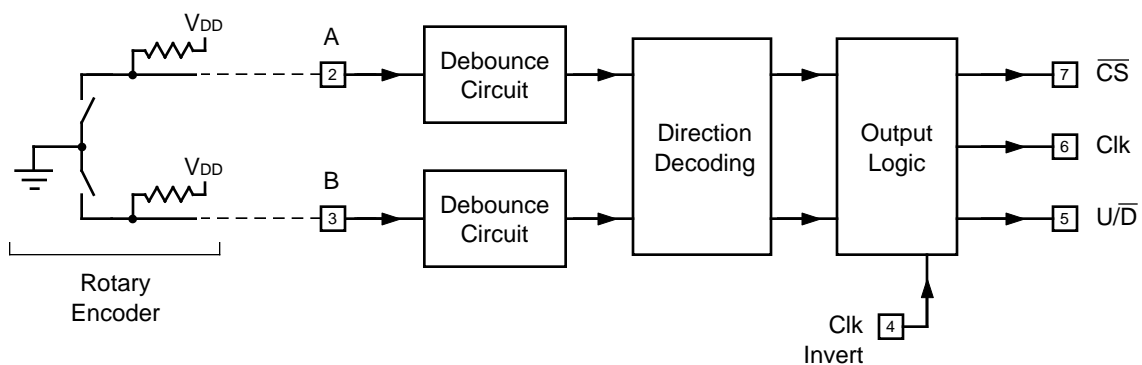 VDD
A
2
Debounce
Circuit
Direction
Decoding
Output
Logic
7
C̅S̅
6
Clk
VDD
B
3
Debounce
Circuit
5
U/D̅
Rotary
Encoder
Clk
Invert
4